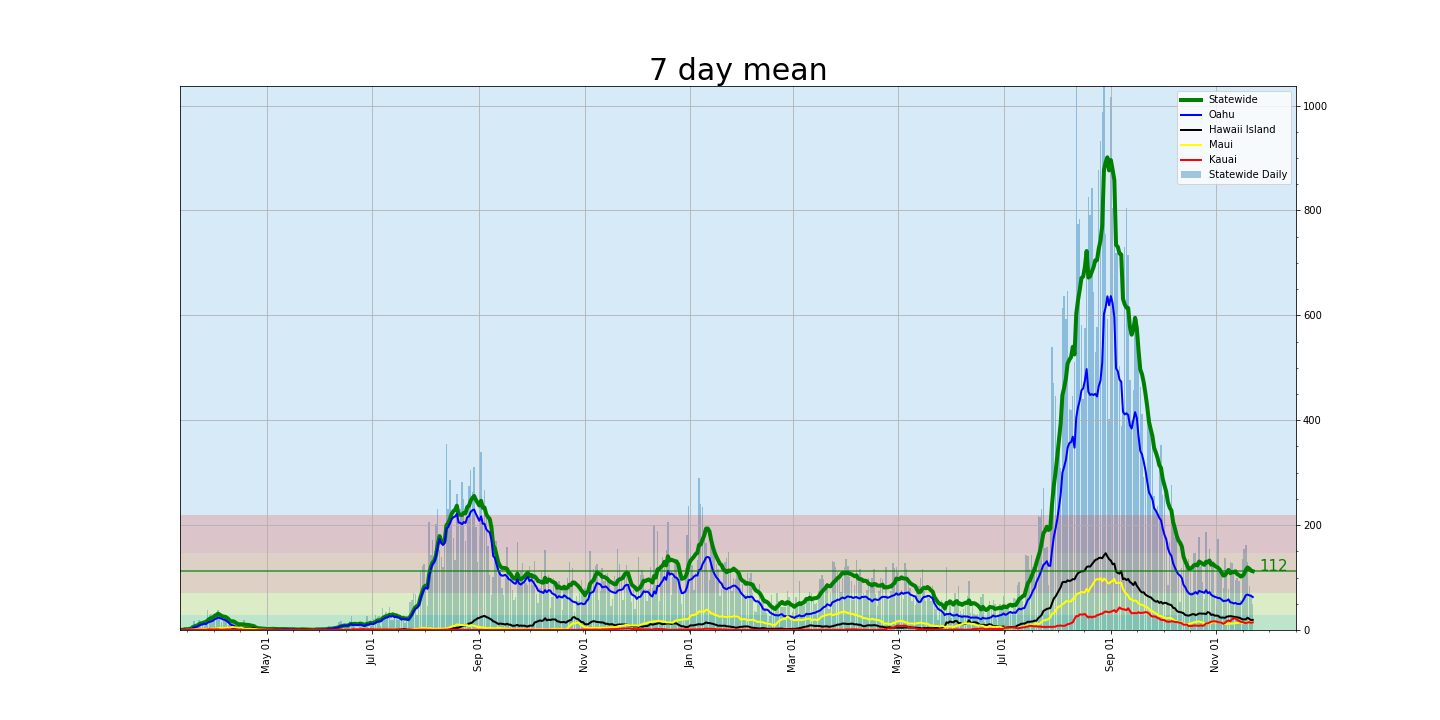 7 day mean
Statewide
Oahu
Hawaii Island
Maui
Kauai
Statewide Daily
1000
800
600
400
200
0
112
May 01
Jul 01
Sep 01
Nov 01
Jan 01
Mar 01
May 01
Jul 01
Sep 01
Nov 01